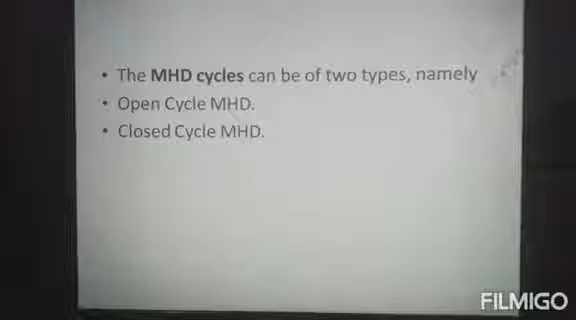 • The MHD cycles can be of two types, namely
• Open Cycle MHD.
• Closed Cycle MHD.
FILMIGO